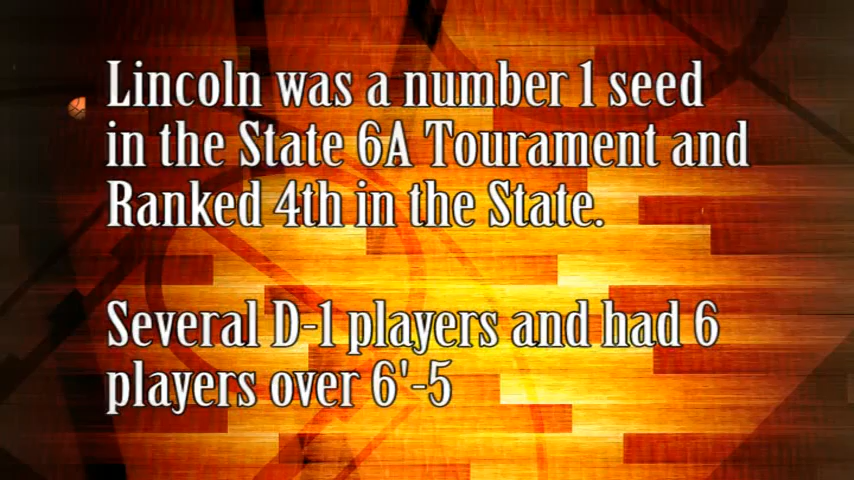 Lincoln was a number 1 seed
in the State 6A Tourament and
Ranked 4th in the State.
Several D-1 players and had 6
players over 6'-5